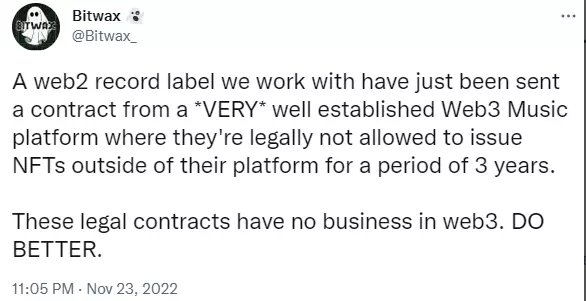 Bitwax
@Bitwax_
...
A web2 record label we work with have just been sent
a contract from a *VERY* well established Web3 Music
platform where they're legally not allowed to issue
NFTs outside of their platform for a period of 3 years.
These legal contracts have no business in web3. DO
BETTER.
11:05 PM · Nov 23, 2022
BITWAX